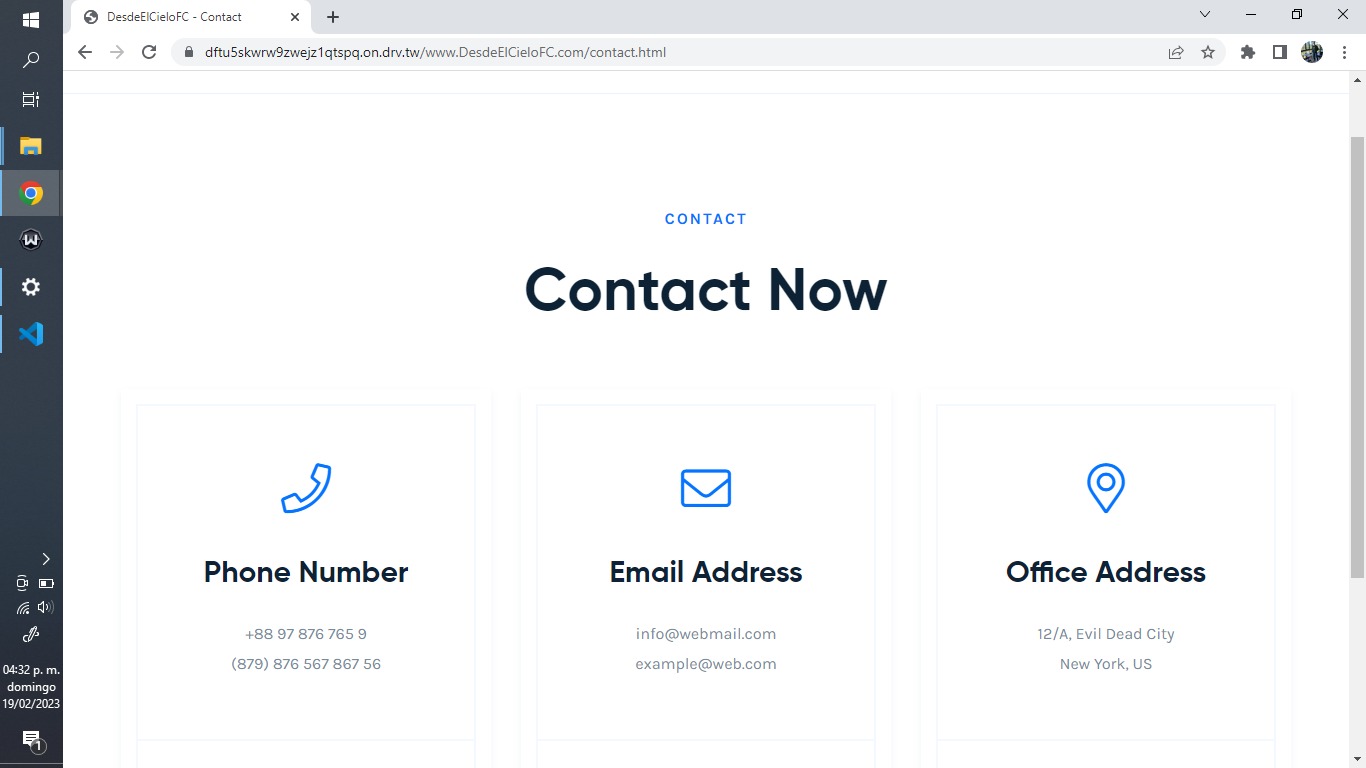 DesdeElCieloFC - Contact
dftu5skwrw9zwejz1qtspq.on.drv.tw/www.DesdeElCieloFC.com/contact.html
CONTACT
Contact Now
Phone Number
+88 97 876 765 9
(879) 876 567 867 56
Email Address
info@webmail.com
example@web.com
Office Address
12/A, Evil Dead City
New York, US
04:32 p. m.
domingo
19/02/2023
1